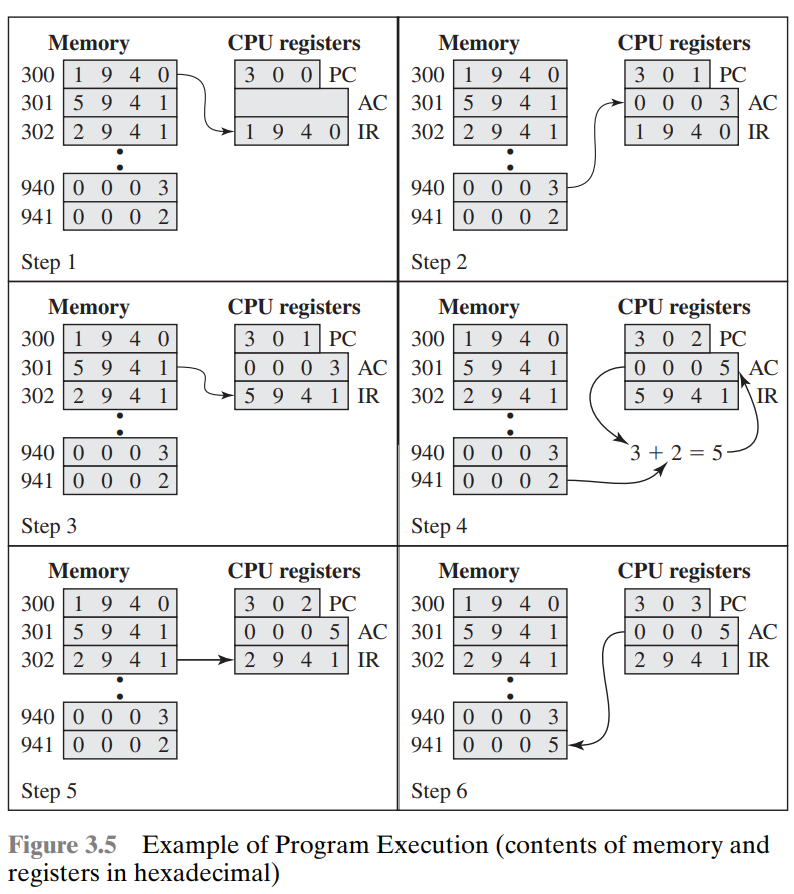 Memory CPU registers
300 1 9 4 0 3 0 0 PC
301 5 9 4 1 AC
302 2 9 4 1 1 9 4 0 IR
940 0 0 0 3
941 0 0 0 2
Step 1
Memory CPU registers
300 1 9 4 0 3 0 1 PC
301 5 9 4 1 0 0 0 3 AC
302 2 9 4 1 1 9 4 0 IR
940 0 0 0 3
941 0 0 0 2
Step 2
Memory CPU registers
300 1 9 4 0 3 0 1 PC
301 5 9 4 1 0 0 0 3 AC
302 2 9 4 1 5 9 4 1 IR
940 0 0 0 3
941 0 0 0 2
Step 3
Memory CPU registers
300 1 9 4 0 3 0 2 PC
301 5 9 4 1 0 0 0 5 AC
302 2 9 4 1 5 9 4 1 IR
940 0 0 0 3 3 + 2 = 5
941 0 0 0 2
Step 4
Memory CPU registers
300 1 9 4 0 3 0 2 PC
301 5 9 4 1 0 0 0 5 AC
302 2 9 4 1 2 9 4 1 IR
940 0 0 0 3
941 0 0 0 2
Step 5
Memory CPU registers
300 1 9 4 0 3 0 3 PC
301 5 9 4 1 0 0 0 5 AC
302 2 9 4 1 2 9 4 1 IR
940 0 0 0 3
941 0 0 0 5
Step 6
Figure 3.5 Example of Program Execution (contents of memory and
registers in hexadecimal)